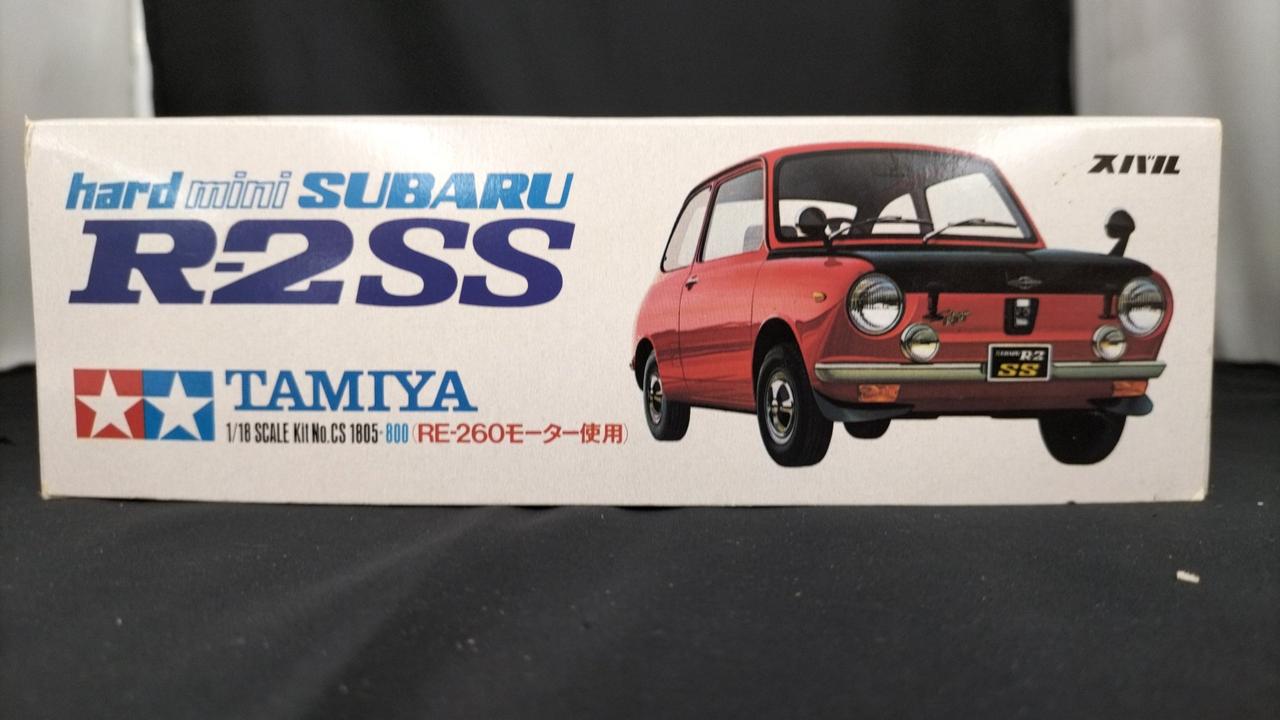 hard mini SUBARU
R-2SS
スバル
TAMIYA
1/18 SCALE Kit No. CS 1805-800 (RE-260モーター使用)
SUBARU R-2
SS